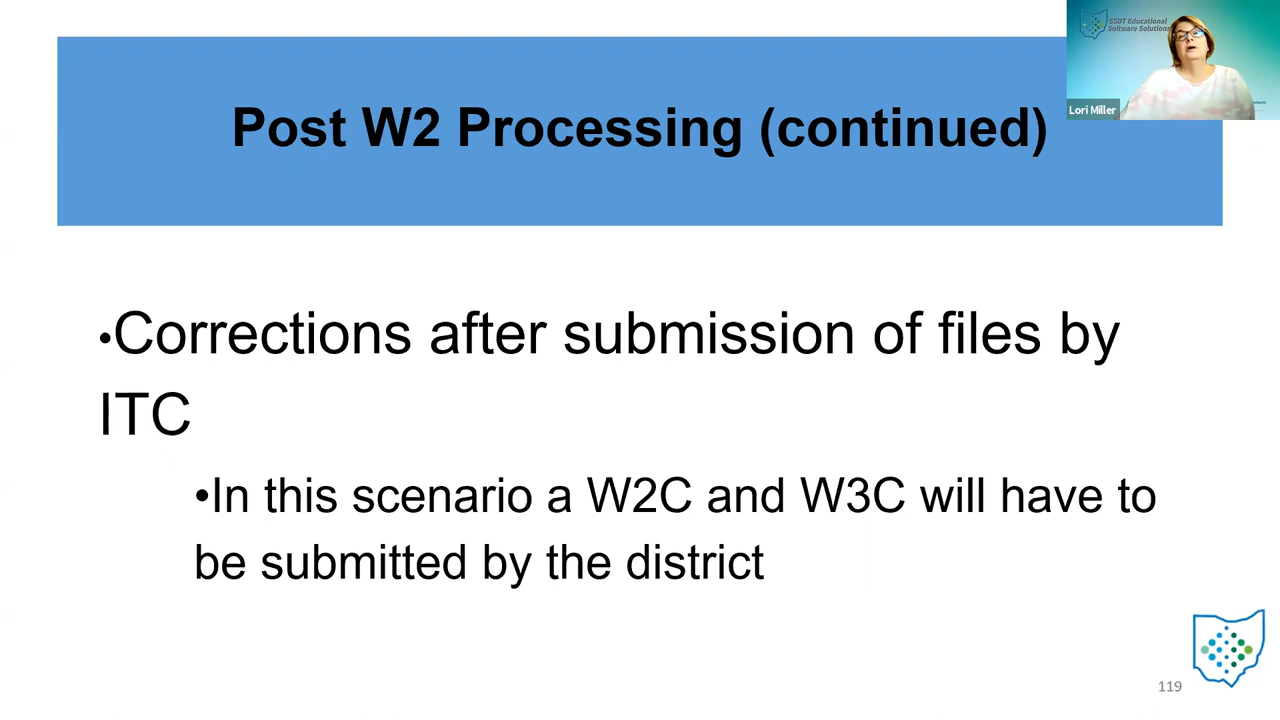 SSDT Educational
Software Solutions
Lori Miller
Post W2 Processing (continued)
•Corrections after submission of files by
ITC
•In this scenario a W2C and W3C will have to
be submitted by the district
119